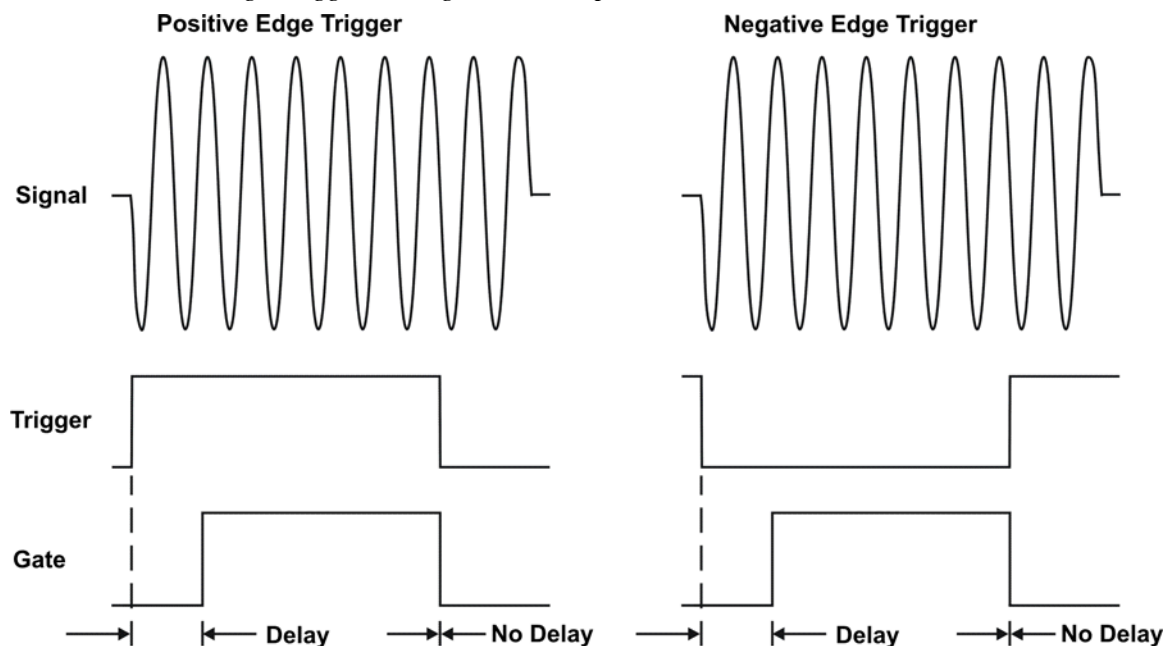 Positive Edge Trigger
Negative Edge Trigger
Signal
Trigger
Gate
Delay
No Delay
Delay
No Delay